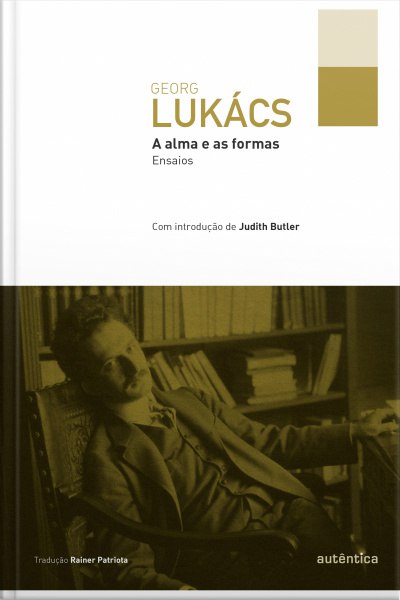 GEORG
LUKÁCS
A alma e as formas
Ensaios
Com introdução de Judith Butler
Tradução Rainer Patriota
autêntica